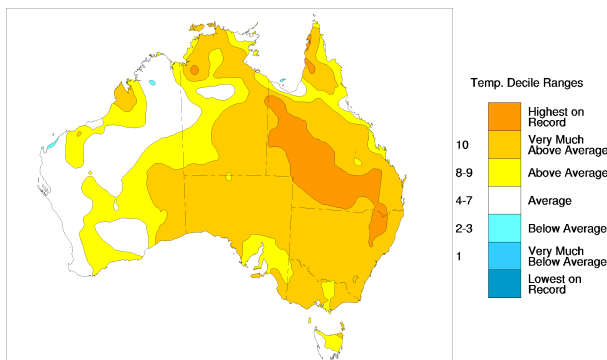 Temp. Decile Ranges
Highest on
Record
10
Very Much
Above Average
8-9
Above Average
4-7
Average
2-3
Below Average
1
Very Much
Below Average
Lowest on
Record